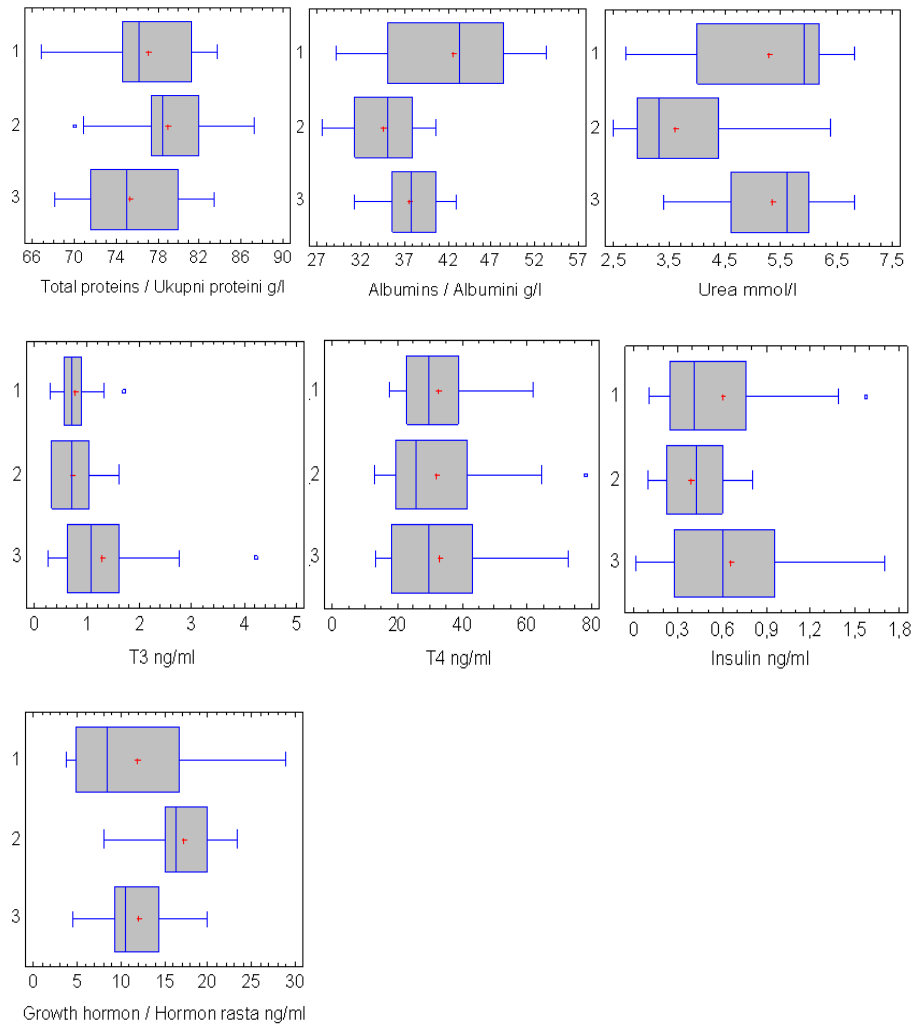 1
2
3
66 70 74 78 82 86 90
Total proteins / Ukupni proteini g/l
1
2
3
27 32 37 42 47 52 57
Albumins / Albumini g/l
1
2
3
2,5 3,5 4,5 5,5 6,5 7,5
Urea mmol/l
1
2
3
0 1 2 3 4 5
T3 ng/ml
1
2
3
0 20 40 60 80
T4 ng/ml
1
2
3
0 0,3 0,6 0,9 1,2 1,5 1,8
Insulin ng/ml
1
2
3
0 5 10 15 20 25 30
Growth hormon / Hormon rasta ng/ml